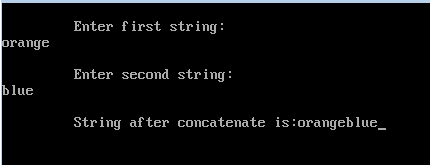 Enter first string:
orange
Enter second string:
blue
String after concatenate is:orangeblue_